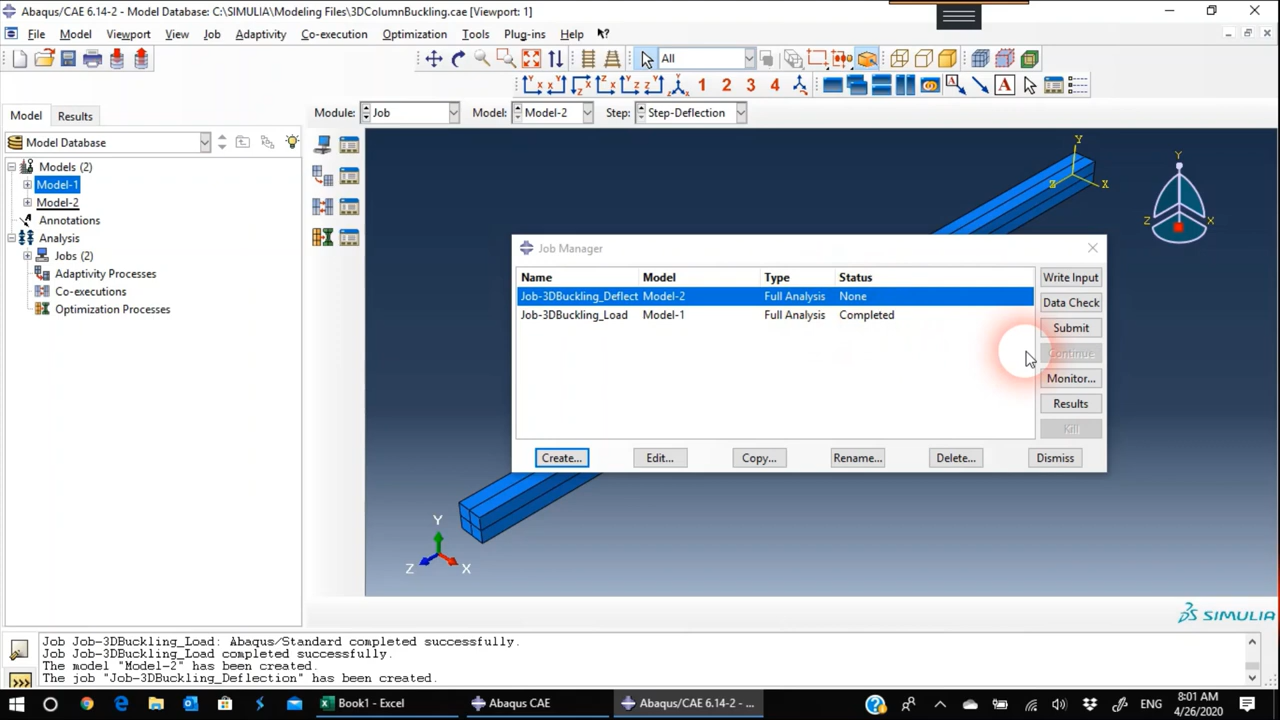 Abaqus/CAE 6.14-2 - Model Database: C:\SIMULIA\Modeling Files\3DColumnBuckling.cae [Viewport: 1]
File Model Viewport View Job Adaptivity Co-execution Optimization Tools Plug-ins Help
All
1 2 3 4 A
Model Results Module: Job Model: Model-2 Step: Step-Deflection
Model Database
Models (2)
Model-1
Model-2
Annotations
Analysis
Jobs (2)
Adaptivity Processes
Co-executions
Optimization Processes
Y
Z X
Y
Z X
Job Manager
Name Model Type Status
Job-3DBuckling_Deflect Model-2 Full Analysis None
Job-3DBuckling_Load Model-1 Full Analysis Completed
Write Input
Data Check
Submit
Continue
Monitor...
Results
Kill
Create... Edit... Copy... Rename... Delete... Dismiss
Y
Z X
SIMULIA
Job Job-3DBuckling_Load: Abaqus/Standard completed successfully.
Job Job-3DBuckling_Load completed successfully.
The model "Model-2" has been created.
The job "Job-3DBuckling_Deflection" has been created.
>>>
Book1 - Excel Abaqus CAE Abaqus/CAE 6.14-2 - ... ENG 8:01 AM
4/26/2020